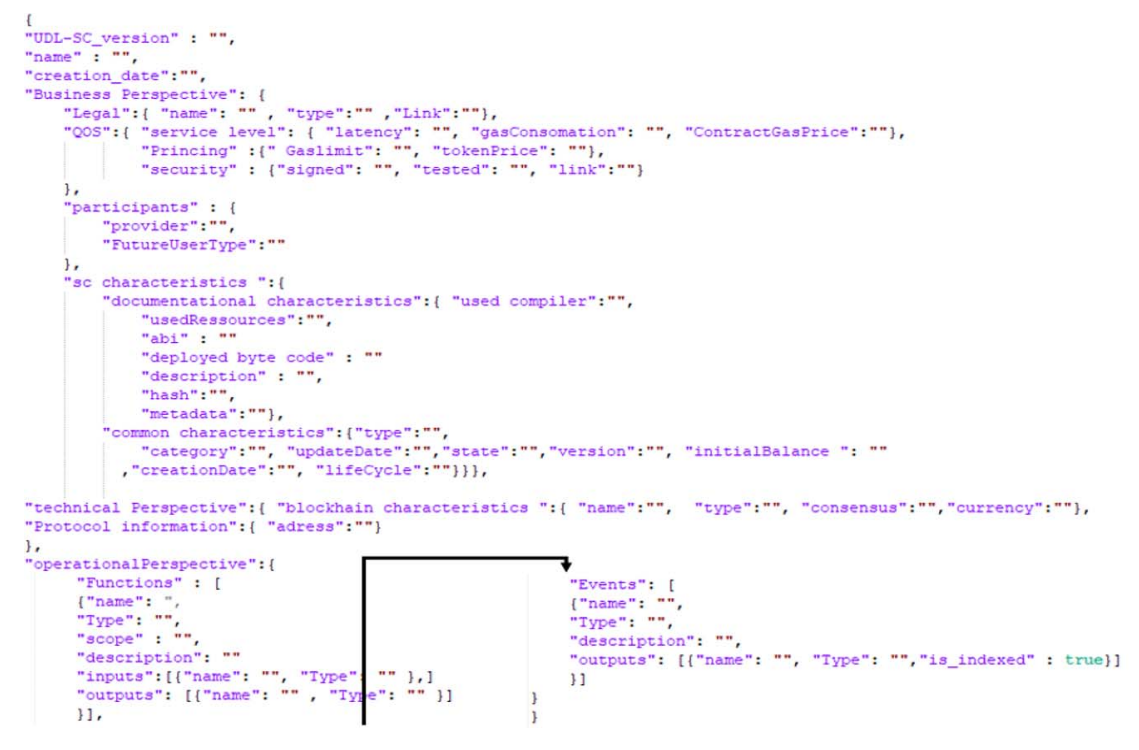 {
"UDL-SC_version" : "",
"name" : "",
"creation_date":"",
"Business Perspective": {
"Legal":{ "name": "" , "type":"" ,"Link":""},
"QOS":{ "service level": { "latency": "", "gasConsomation": "", "ContractGasPrice":""},
"Princing" :{" Gaslimit": "", "tokenPrice": ""},
"security" : {"signed": "", "tested": "", "link":""}
},
"participants" : {
"provider":"",
"FutureUserType":""
},
"sc characteristics ":{
"documentational characteristics":{ "used compiler":"",
"usedRessources":"",
"abi" : ""
"deployed byte code" : ""
"description" : "",
"hash":"",
"metadata":""},
"common characteristics":{"type":"",
"category":"", "updateDate":"","state":"","version":"", "initialBalance ": ""
,"creationDate":"", "lifeCycle":""}}},
"technical Perspective":{ "blockhain characteristics ":{ "name":"", "type":"", "consensus":"","currency":""},
"Protocol information":{ "adress":""}
},
"operationalPerspective":{
"Functions" : [
{"name": ",
"Type": "",
"scope" : "",
"description": ""
"inputs":[{"name": "", "Type": "" },]
"outputs": [{"name": "" , "Type": "" }]
}],
"Events": [
{"name": "",
"Type": "",
"description": "",
"outputs": [{"name": "", "Type": "","is_indexed" : true}]
}]
}
}